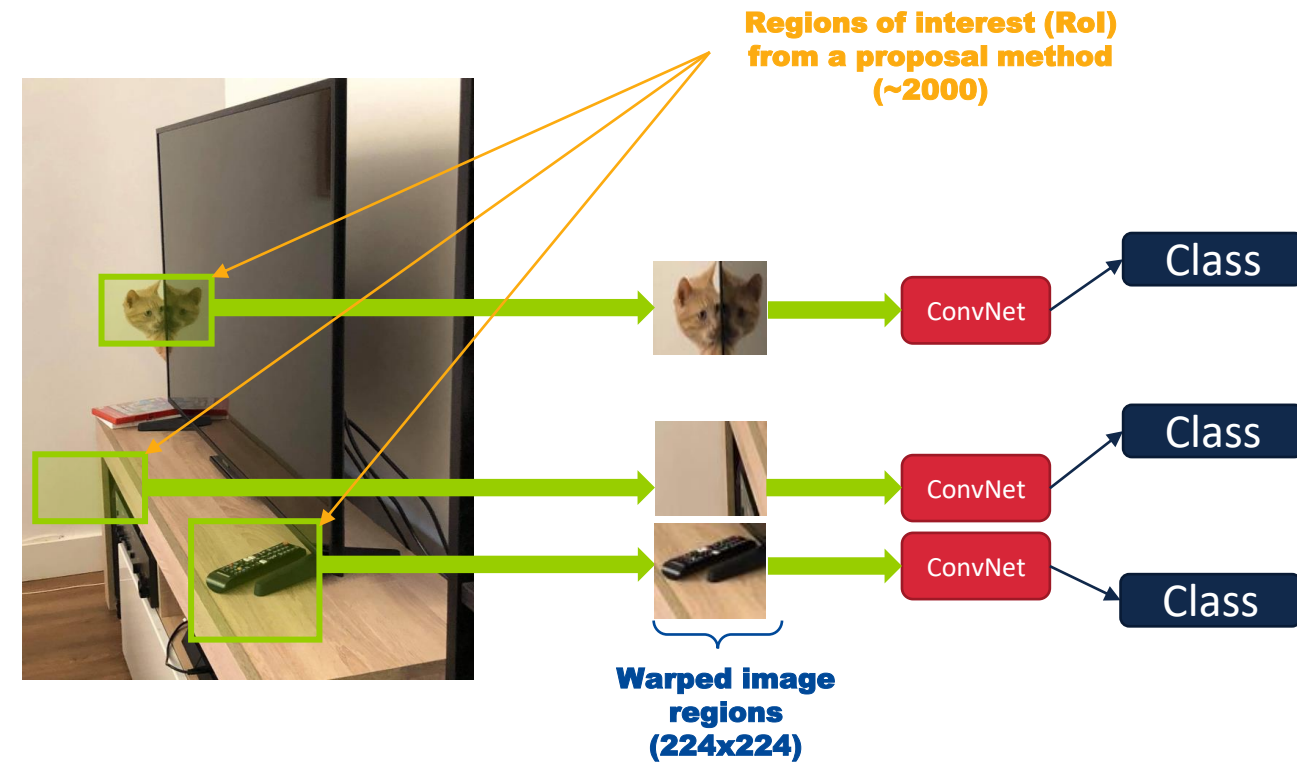 Regions of interest (RoI)
from a proposal method
(~2000)
Class
ConvNet
Class
ConvNet
ConvNet
Class
Warped image
regions
(224x224)